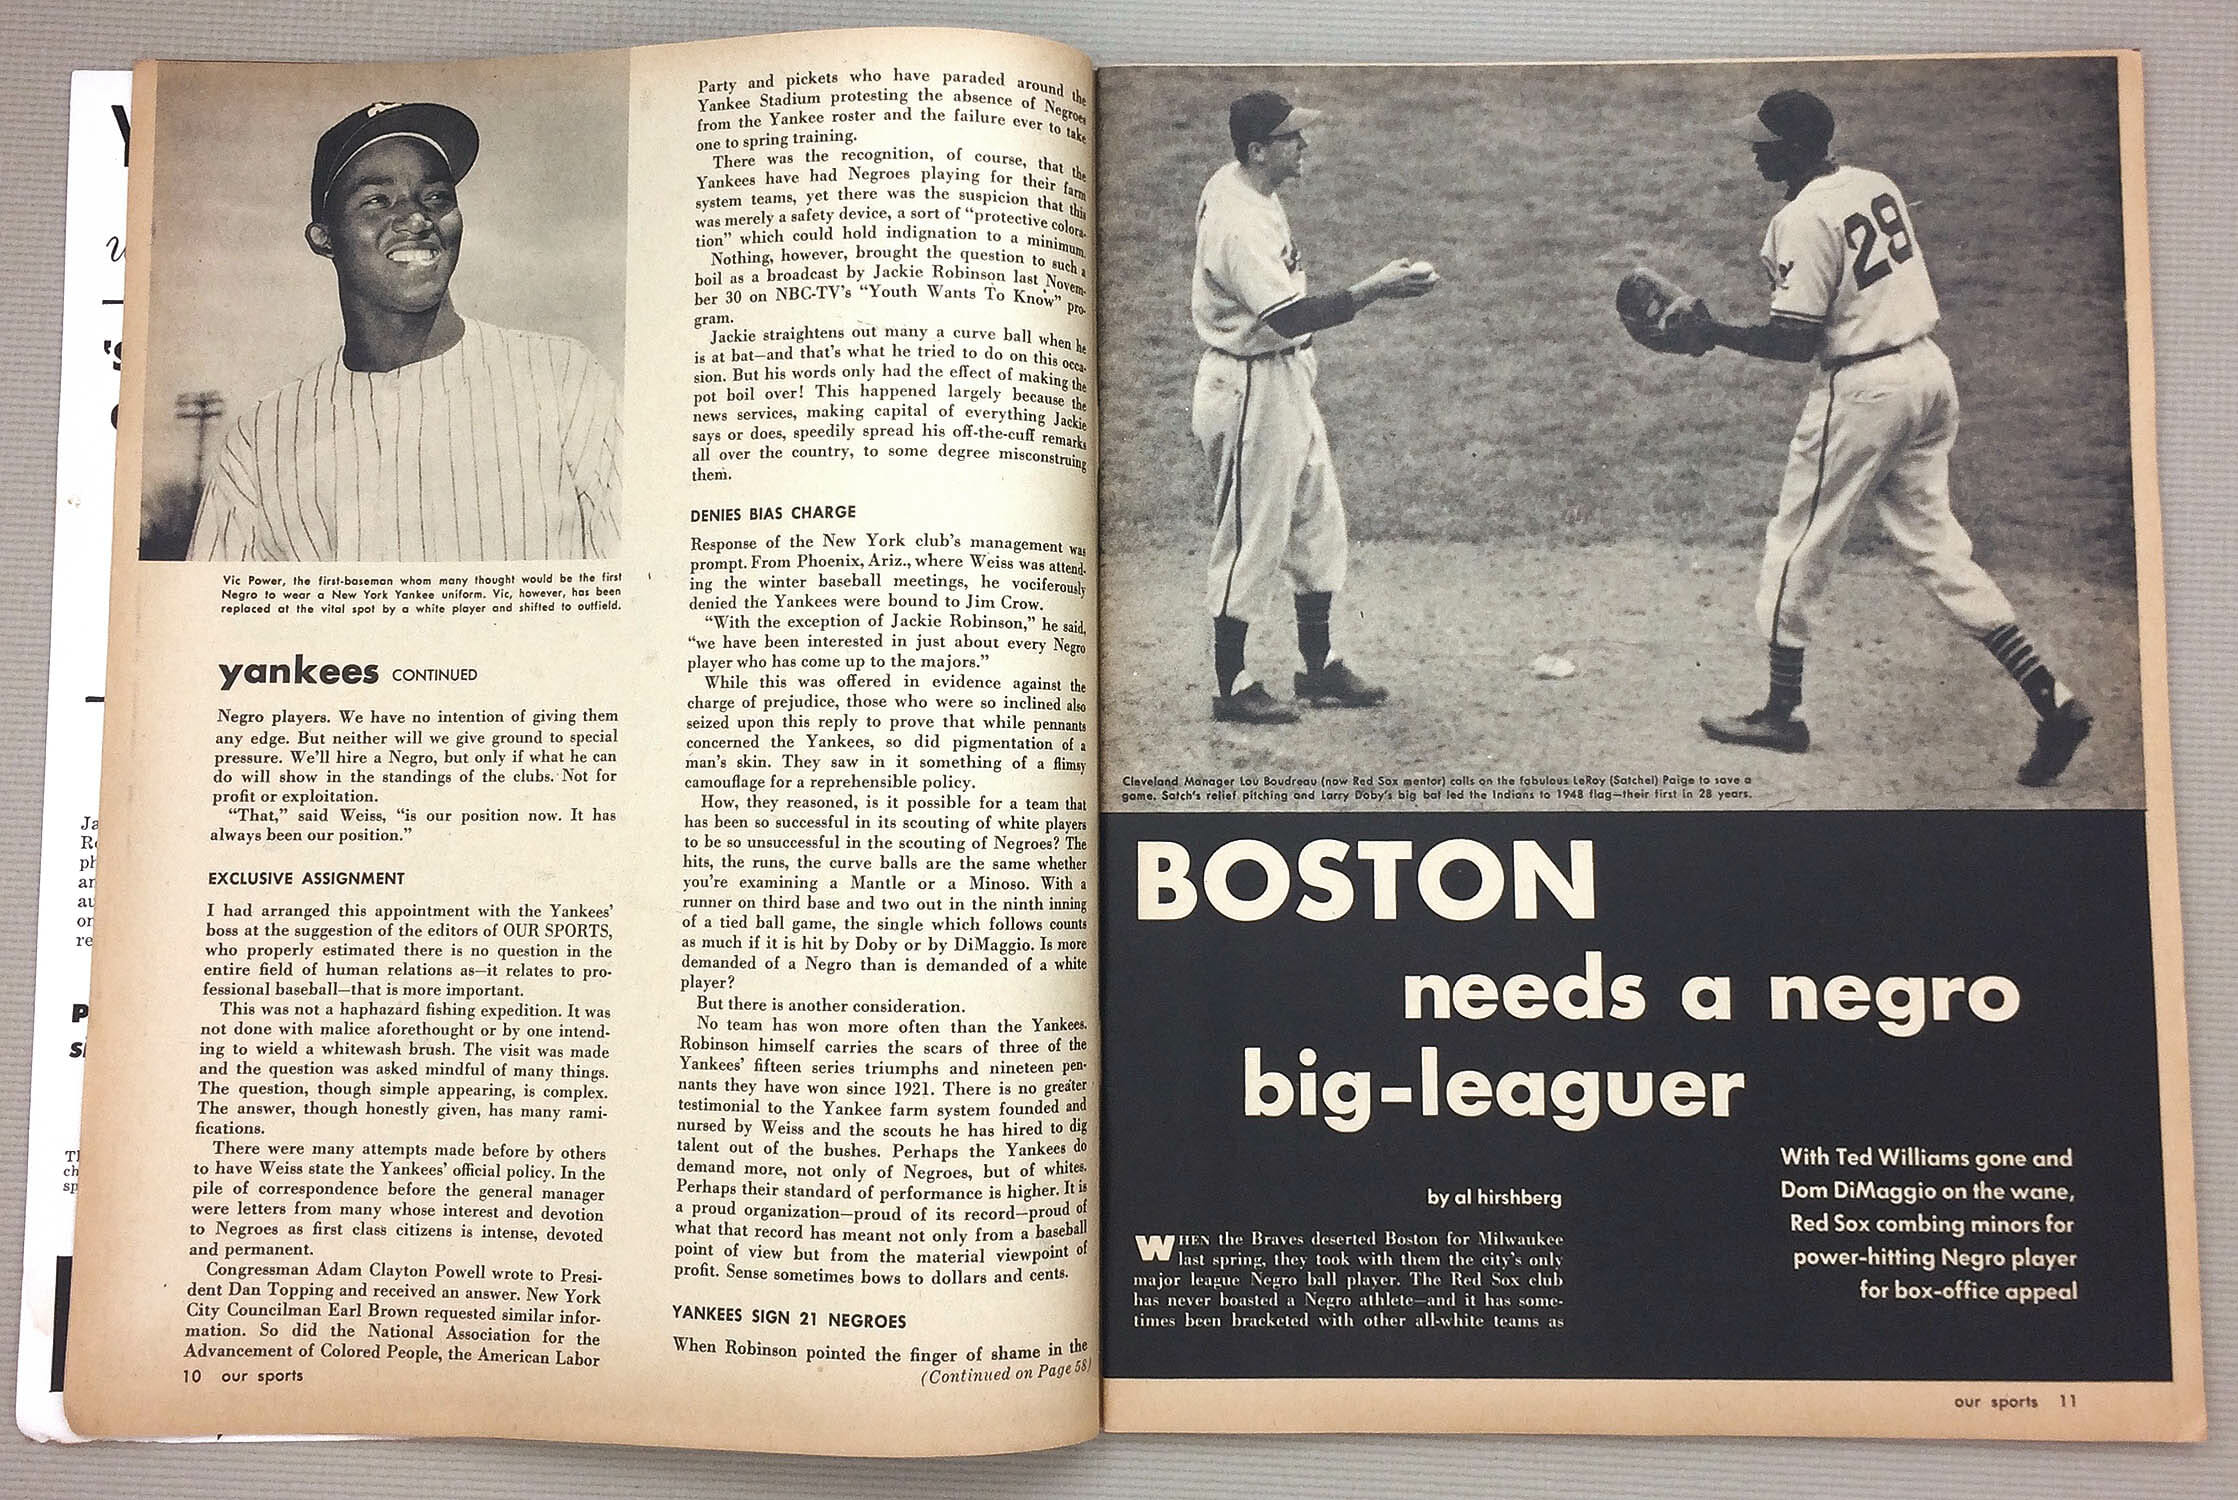 Vic Power, the first-baseman whom many thought would be the first
Negro to wear a New York Yankee uniform. Vic, however, has been
replaced at the vital spot by a white player and shifted to outfield.
yankees CONTINUED
Negro players. We have no intention of giving them
any edge. But neither will we give ground to special
pressure. We'll hire a Negro, but only if what he can
do will show in the standings of the clubs. Not for
profit or exploitation.
"That," said Weiss, "is our position now. It has
always been our position."
EXCLUSIVE ASSIGNMENT
I had arranged this appointment with the Yankees'
boss at the suggestion of the editors of OUR SPORTS,
who properly estimated there is no question in the
entire field of human relations as—it relates to pro-
fessional baseball—that is more important.
This was not a haphazard fishing expedition. It was
not done with malice aforethought or by one intend-
ing to wield a whitewash brush. The visit was made
and the question was asked mindful of many things.
The question, though simple appearing, is complex.
The answer, though honestly given, has many rami-
fications.
There were many attempts made before by others
to have Weiss state the Yankees' official policy. In the
pile of correspondence before the general manager
were letters from many whose interest and devotion
to Negroes as first class citizens is intense, devoted
and permanent.
Congressman Adam Clayton Powell wrote to Presi-
dent Dan Topping and received an answer. New York
City Councilman Earl Brown requested similar infor-
mation. So did the National Association for the
Advancement of Colored People, the American Labor
10 our sports
Party and pickets who have paraded around the
Yankee Stadium protesting the absence of Negroes
from the Yankee roster and the failure ever to take
one to spring training.
There was the recognition, of course, that the
Yankees have had Negroes playing for their farm
system teams, yet there was the suspicion that this
was merely a safety device, a sort of "protective colora-
tion" which could hold indignation to a minimum.
Nothing, however, brought the question to such a
boil as a broadcast by Jackie Robinson last Novem-
ber 30 on NBC-TV's "Youth Wants To Know" pro-
gram.
Jackie straightens out many a curve ball when he
is at bat—and that's what he tried to do on this occa-
sion. But his words only had the effect of making the
pot boil over! This happened largely because the
news services, making capital of everything Jackie
says or does, speedily spread his off-the-cuff remarks
all over the country, to some degree misconstruing
them.
DENIES BIAS CHARGE
Response of the New York club's management was
prompt. From Phoenix, Ariz., where Weiss was attend-
ing the winter baseball meetings, he vociferously
denied the Yankees were bound to Jim Crow.
"With the exception of Jackie Robinson," he said,
"we have been interested in just about every Negro
player who has come up to the majors."
While this was offered in evidence against the
charge of prejudice, those who were so inclined also
seized upon this reply to prove that while pennants
concerned the Yankees, so did pigmentation of a
man's skin. They saw in it something of a flimsy
camouflage for a reprehensible policy.
How, they reasoned, is it possible for a team that
has been so successful in its scouting of white players
to be so unsuccessful in the scouting of Negroes? The
hits, the runs, the curve balls are the same whether
you're examining a Mantle or a Minoso. With a
runner on third base and two out in the ninth inning
of a tied ball game, the single which follows counts
as much if it is hit by Doby or by DiMaggio. Is more
demanded of a Negro than is demanded of a white
player?
But there is another consideration.
No team has won more often than the Yankees.
Robinson himself carries the scars of three of the
Yankees' fifteen series triumphs and nineteen pen-
nants they have won since 1921. There is no greater
testimonial to the Yankee farm system founded and
nursed by Weiss and the scouts he has hired to dig
talent out of the bushes. Perhaps the Yankees do
demand more, not only of Negroes, but of whites.
Perhaps their standard of performance is higher. It is
a proud organization—proud of its record—proud of
what that record has meant not only from a baseball
point of view but from the material viewpoint of
profit. Sense sometimes bows to dollars and cents.
YANKEES SIGN 21 NEGROES
When Robinson pointed the finger of shame in the
(Continued on Page 58)
29
Cleveland Manager Lou Boudreau (now Red Sox mentor) calls on the fabulous LeRoy (Satchel) Paige to save a
game. Satch's relief pitching and Larry Doby's big bat led the Indians to 1948 flag—their first in 28 years.
BOSTON
needs a negro
big-leaguer
by al hirshberg
WHEN the Braves deserted Boston for Milwaukee
last spring, they took with them the city's only
major league Negro ball player. The Red Sox club
has never boasted a Negro athlete—and it has some-
times been bracketed with other all-white teams as
With Ted Williams gone and
Dom DiMaggio on the wane,
Red Sox combing minors for
power-hitting Negro player
for box-office appeal
our sports 11